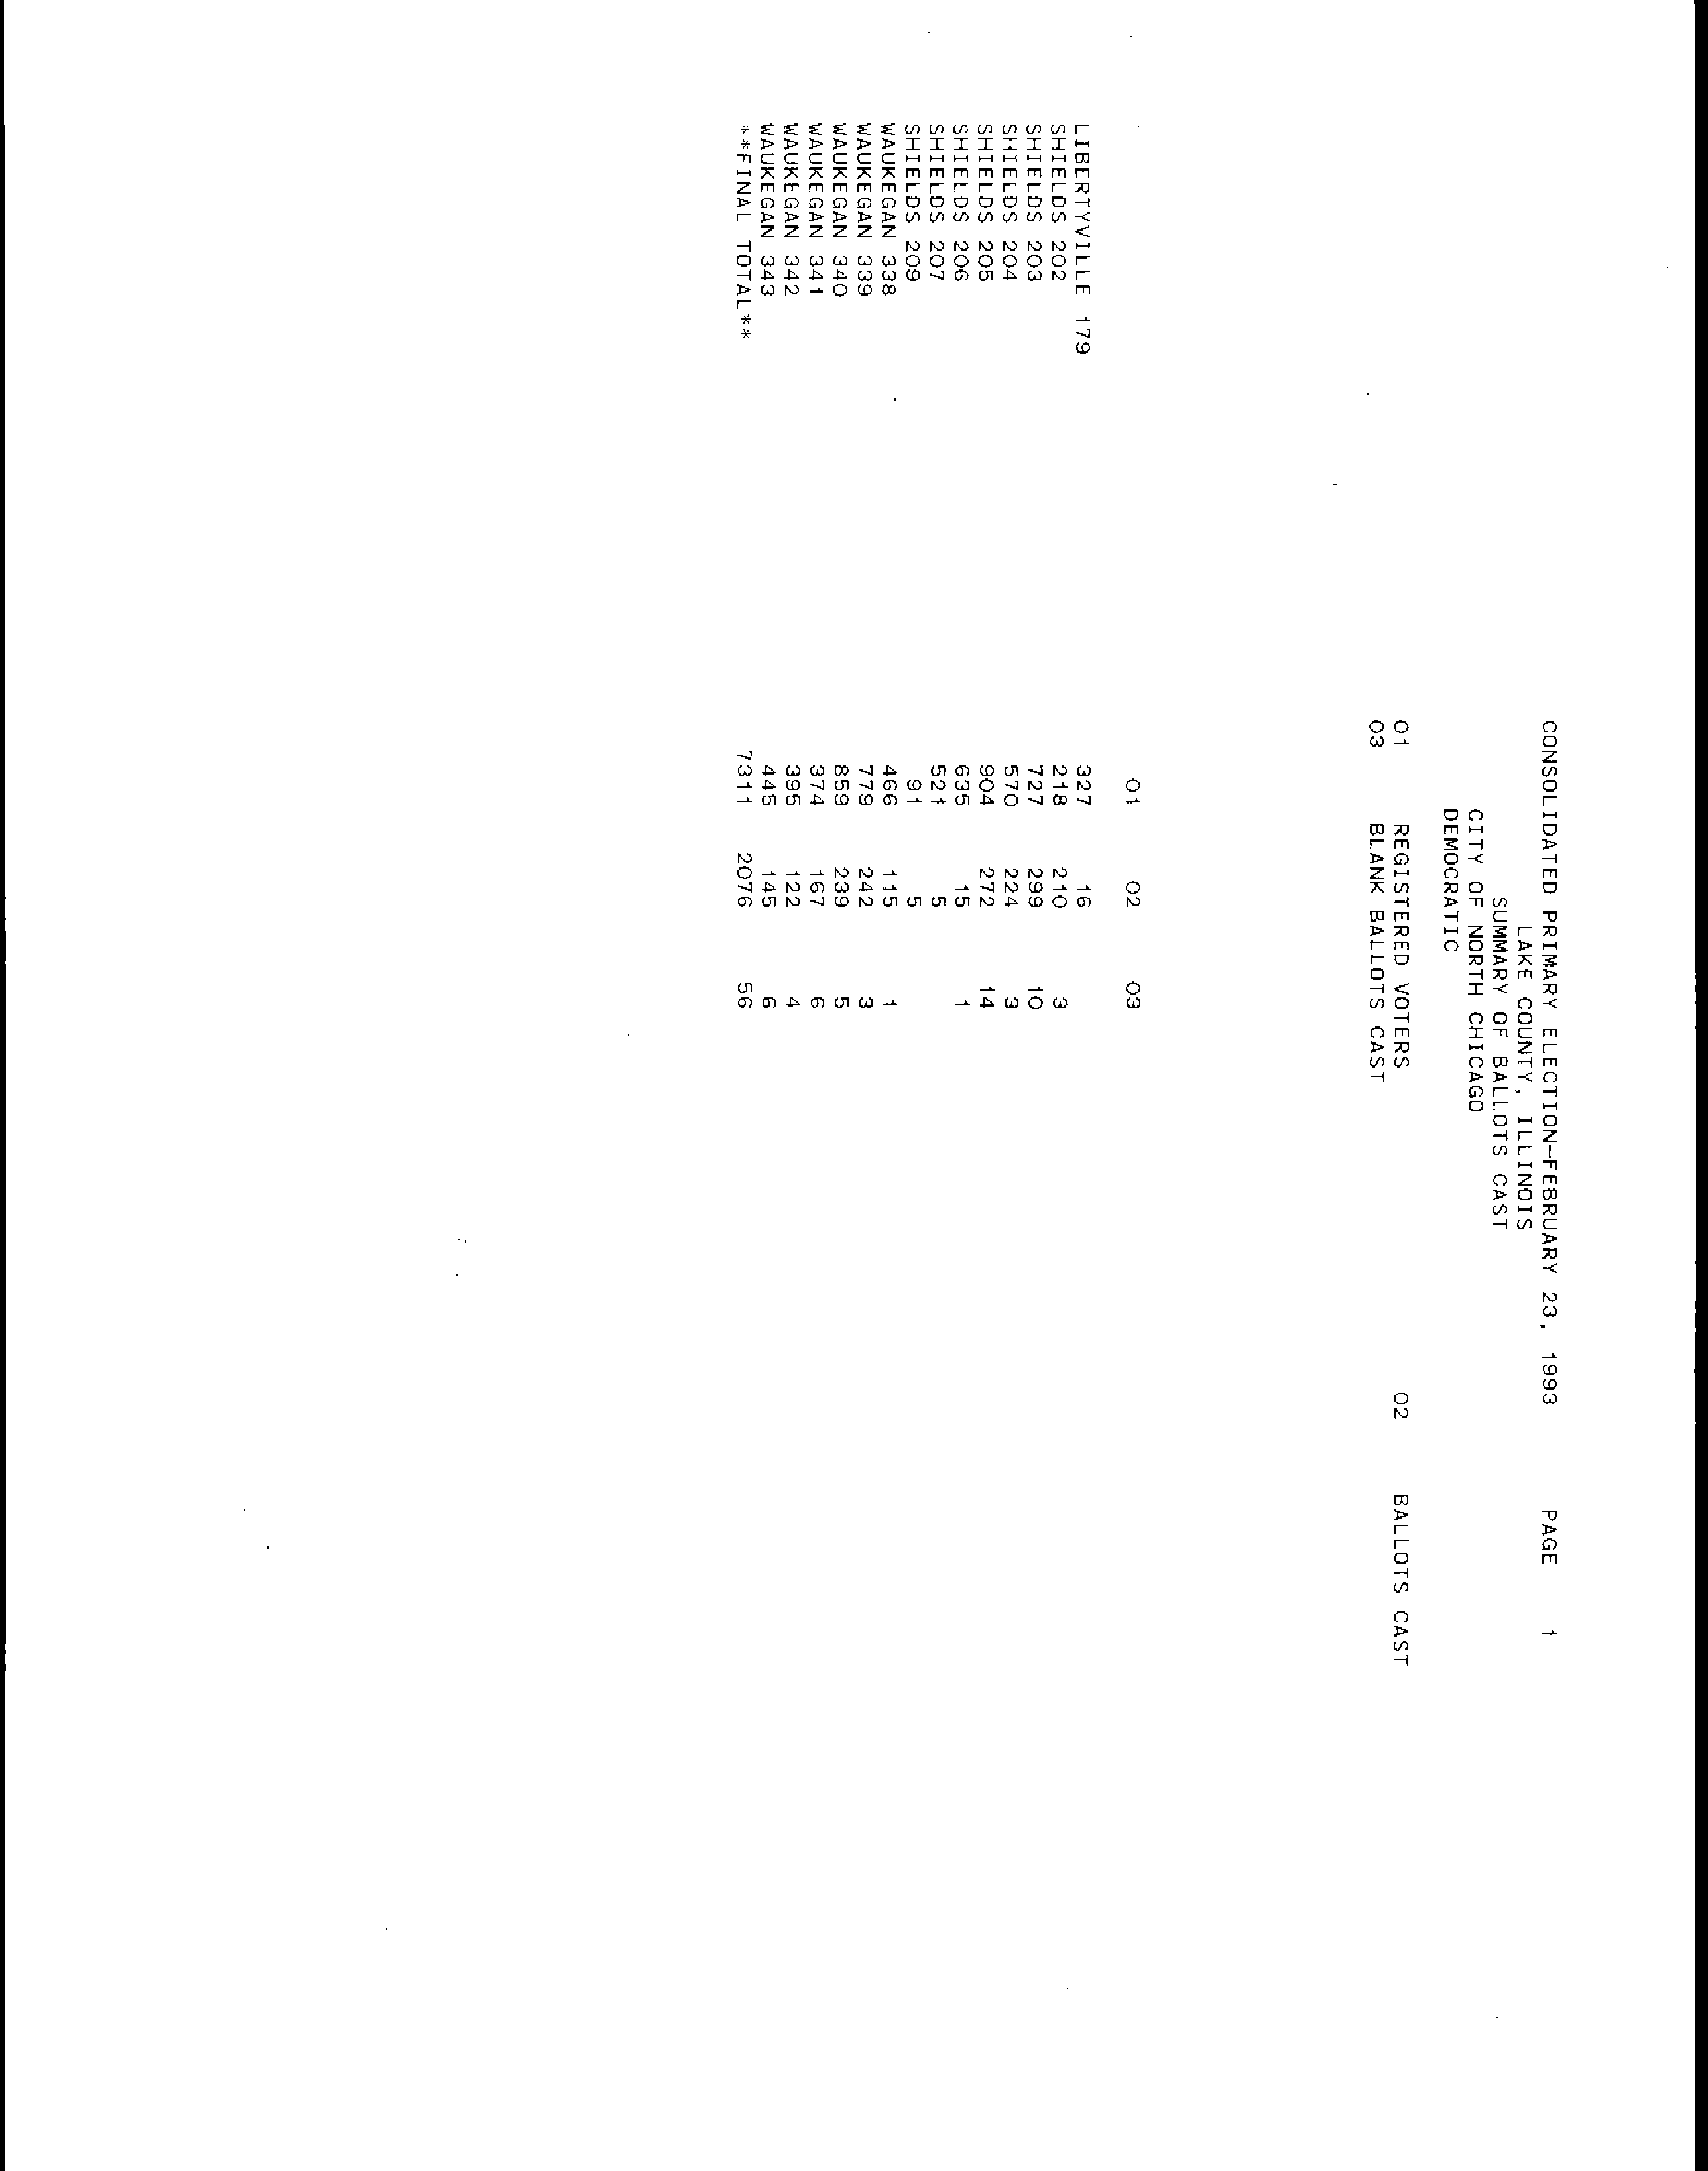 CONSOLIDATED PRIMARY ELECTION-FEBRUARY 23, 1993 PAGE 1
LAKE COUNTY, ILLINOIS
SUMMARY OF BALLOTS CAST
CITY OF NORTH CHICAGO
DEMOCRATIC
01 REGISTERED VOTERS 02 BALLOTS CAST
03 BLANK BALLOTS CAST
01 02 03
LIBERTYVILLE 179 327 16
SHIELDS 202 218 210 3
SHIELDS 203 727 299 10
SHIELDS 204 570 224 3
SHIELDS 205 904 272 14
SHIELDS 206 635 15 1
SHIELDS 207 521 5
SHIELDS 209 91 5
WAUKEGAN 338 466 115 1
WAUKEGAN 339 779 242 3
WAUKEGAN 340 859 239 5
WAUKEGAN 341 374 167 6
WAUKEGAN 342 395 122 4
WAUKEGAN 343 445 145 6
**FINAL TOTAL** 7311 2076 56